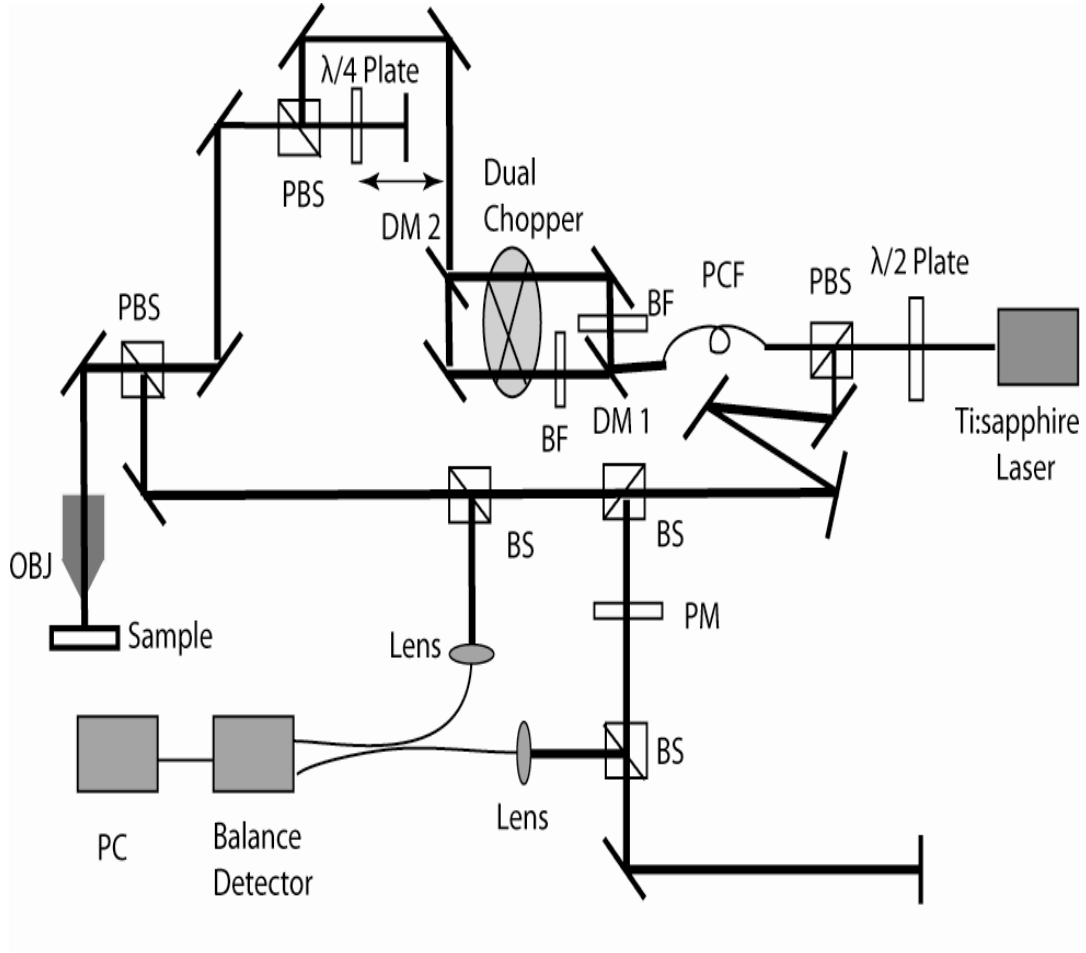 λ/4 Plate
PBS
Dual
Chopper
DM 2
PBS
BF
PCF
PBS
λ/2 Plate
BF
DM 1
Ti:sapphire
Laser
BS
BS
OBJ
Sample
PM
Lens
BS
Lens
PC
Balance
Detector